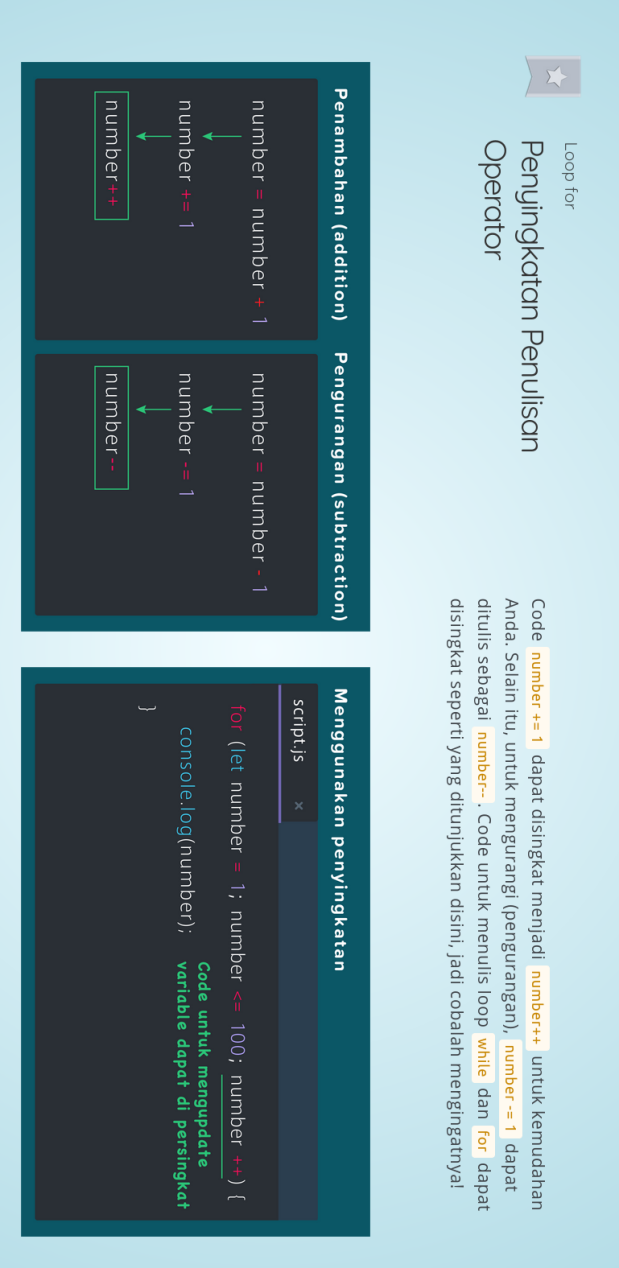 Loop for
Penyingkatan Penulisan
Operator
Code number += 1 dapat disingkat menjadi number++ untuk kemudahan
Anda. Selain itu, untuk mengurangi (pengurangan), number -= 1 dapat
ditulis sebagai number-- . Code untuk menulis loop while dan for dapat
disingkat seperti yang ditunjukkan disini, jadi cobalah mengingatnya!
Penambahan (addition)
number = number + 1
number += 1
number++
Pengurangan (subtraction)
number = number - 1
number -= 1
number--
Menggunakan penyingkatan
script.js ×
for (let number = 1; number <= 100; number ++) {
Code untuk mengupdate
console.log(number); variable dapat di persingkat
}